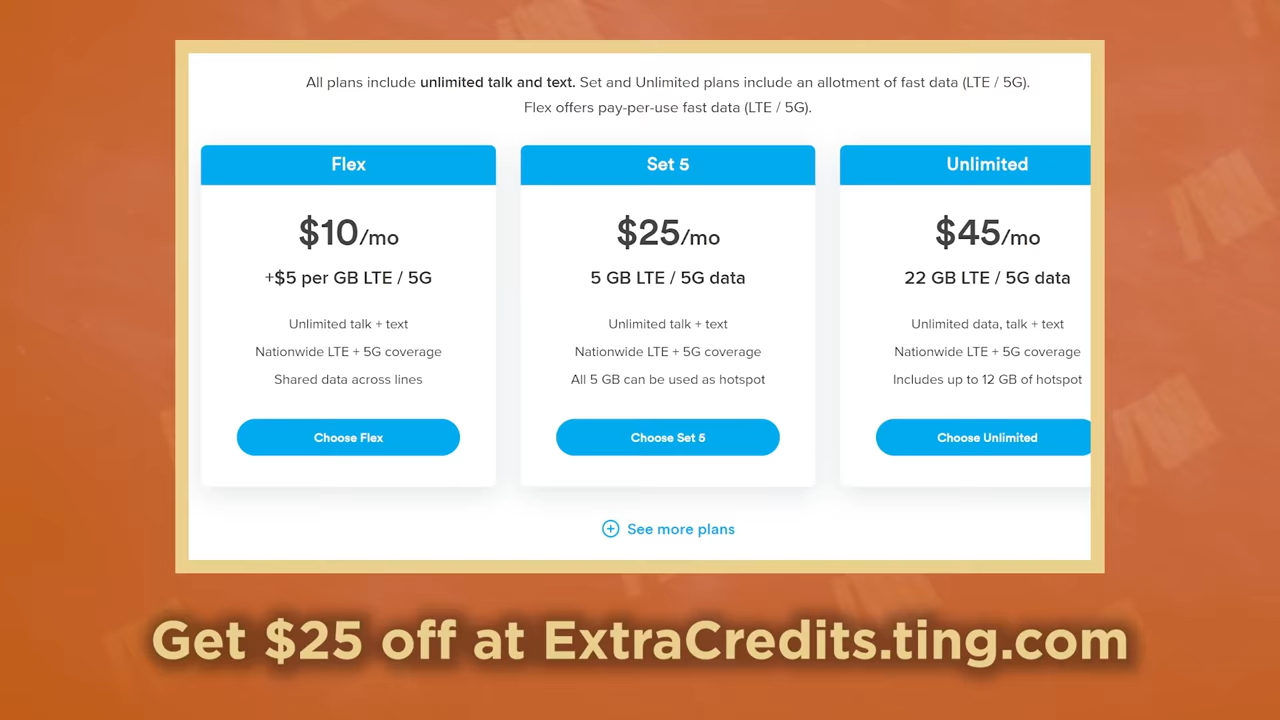 All plans include unlimited talk and text. Set and Unlimited plans include an allotment of fast data (LTE / 5G).
Flex offers pay-per-use fast data (LTE / 5G).
Flex
$10/mo
+$5 per GB LTE / 5G
Unlimited talk + text
Nationwide LTE + 5G coverage
Shared data across lines
Choose Flex
Set 5
$25/mo
5 GB LTE / 5G data
Unlimited talk + text
Nationwide LTE + 5G coverage
All 5 GB can be used as hotspot
Choose Set 5
Unlimited
$45/mo
22 GB LTE / 5G data
Unlimited data, talk + text
Nationwide LTE + 5G coverage
Includes up to 12 GB of hotspot
Choose Unlimited
See more plans
Get $25 off at ExtraCredits.ting.com